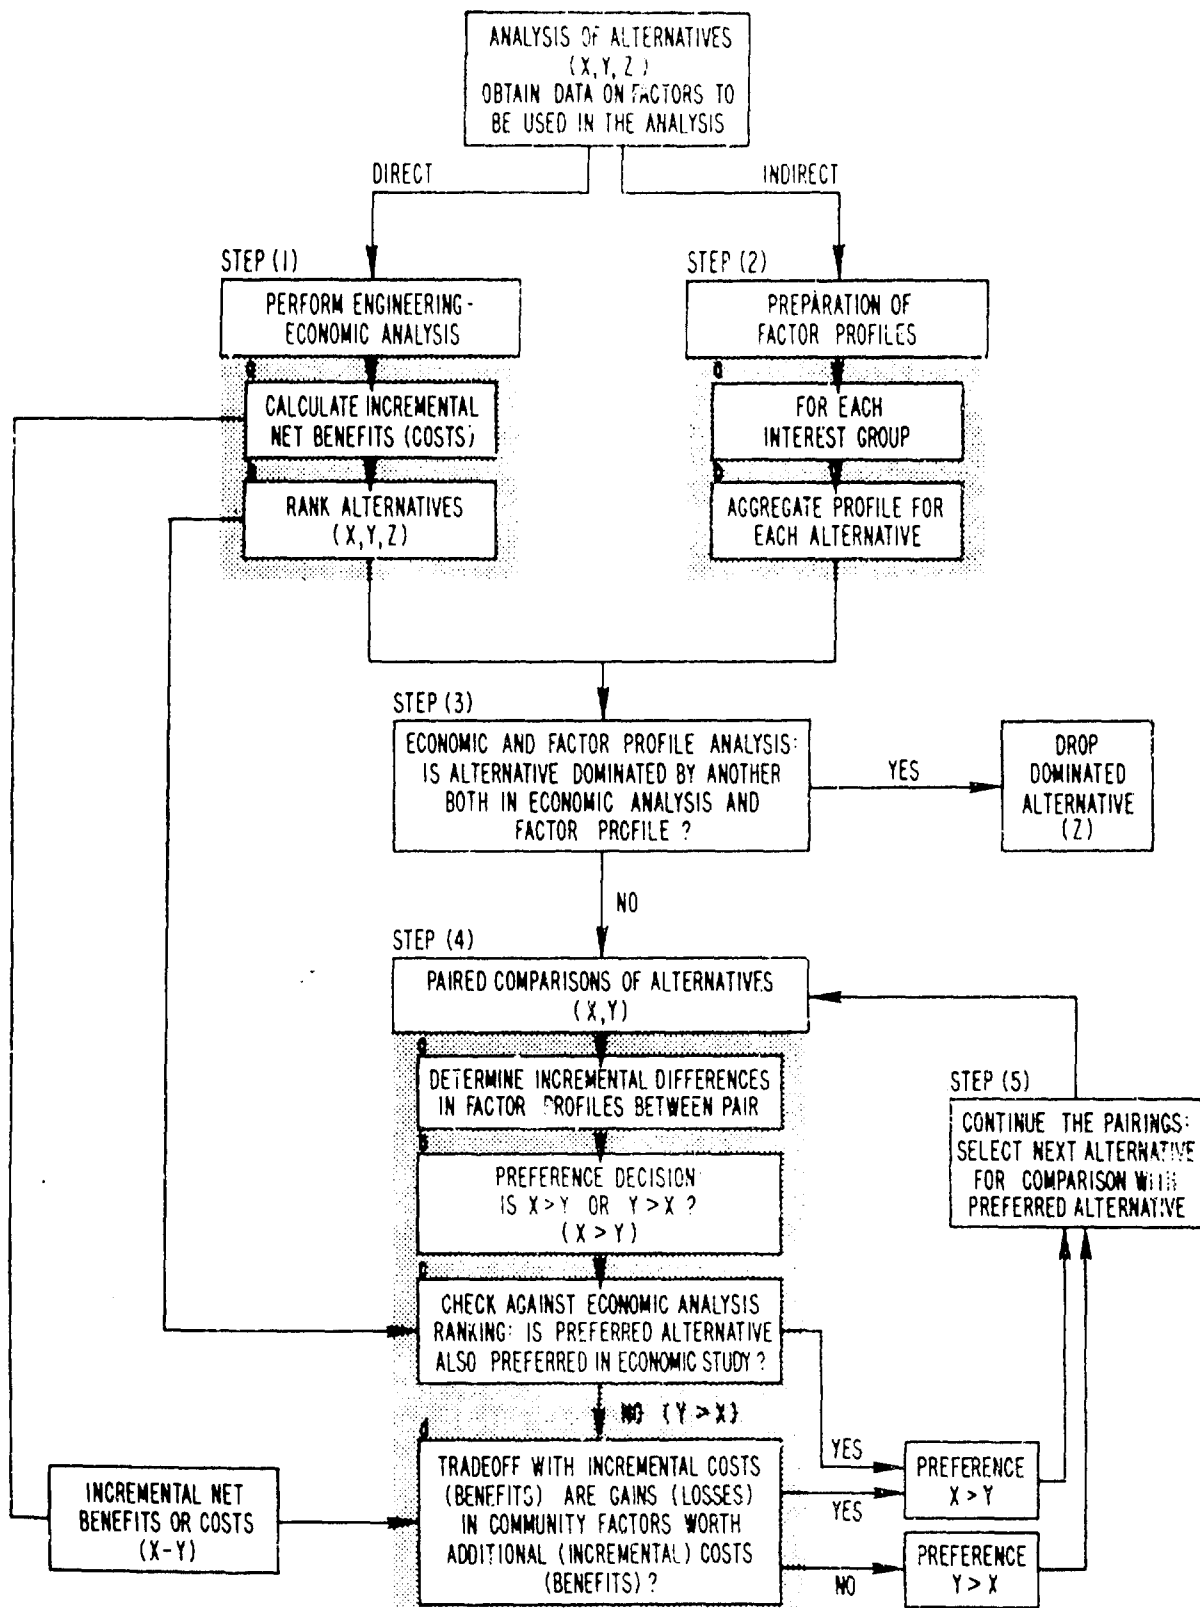 ANALYSIS OF ALTERNATIVES
(X,Y,Z)
OBTAIN DATA ON FACTORS TO
BE USED IN THE ANALYSIS
DIRECT
INDIRECT
STEP (1)
PERFORM ENGINEERING-
ECONOMIC ANALYSIS
a
CALCULATE INCREMENTAL
NET BENEFITS (COSTS)
RANK ALTERNATIVES
(X,Y,Z)
STEP (2)
PREPARATION OF
FACTOR PROFILES
a
FOR EACH
INTEREST GROUP
b
AGGREGATE PROFILE FOR
EACH ALTERNATIVE
STEP (3)
ECONOMIC AND FACTOR PROFILE ANALYSIS:
IS ALTERNATIVE DOMINATED BY ANOTHER
BOTH IN ECONOMIC ANALYSIS AND
FACTOR PROFILE ?
YES
DROP
DOMINATED
ALTERNATIVE
(Z)
NO
STEP (4)
PAIRED COMPARISONS OF ALTERNATIVES
(X,Y)
a
DETERMINE INCREMENTAL DIFFERENCES
IN FACTOR PROFILES BETWEEN PAIR
b
PREFERENCE DECISION
IS X>Y OR Y>X ?
(X>Y)
c
CHECK AGAINST ECONOMIC ANALYSIS
RANKING: IS PREFERRED ALTERNATIVE
ALSO PREFERRED IN ECONOMIC STUDY ?
NO (Y>X)
d
TRADEOFF WITH INCREMENTAL COSTS
(BENEFITS) ARE GAINS (LOSSES)
IN COMMUNITY FACTORS WORTH
ADDITIONAL (INCREMENTAL) COSTS
(BENEFITS) ?
INCREMENTAL NET
BENEFITS OR COSTS
(X-Y)
YES
YES
NO
PREFERENCE
X>Y
PREFERENCE
Y>X
STEP (5)
CONTINUE THE PAIRINGS:
SELECT NEXT ALTERNATIVE
FOR COMPARISON WITH
PREFERRED ALTERNATIVE